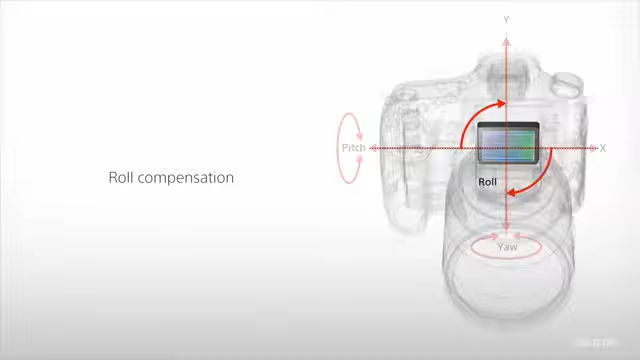 Y
Pitch
X
Roll compensation
Roll
Yaw